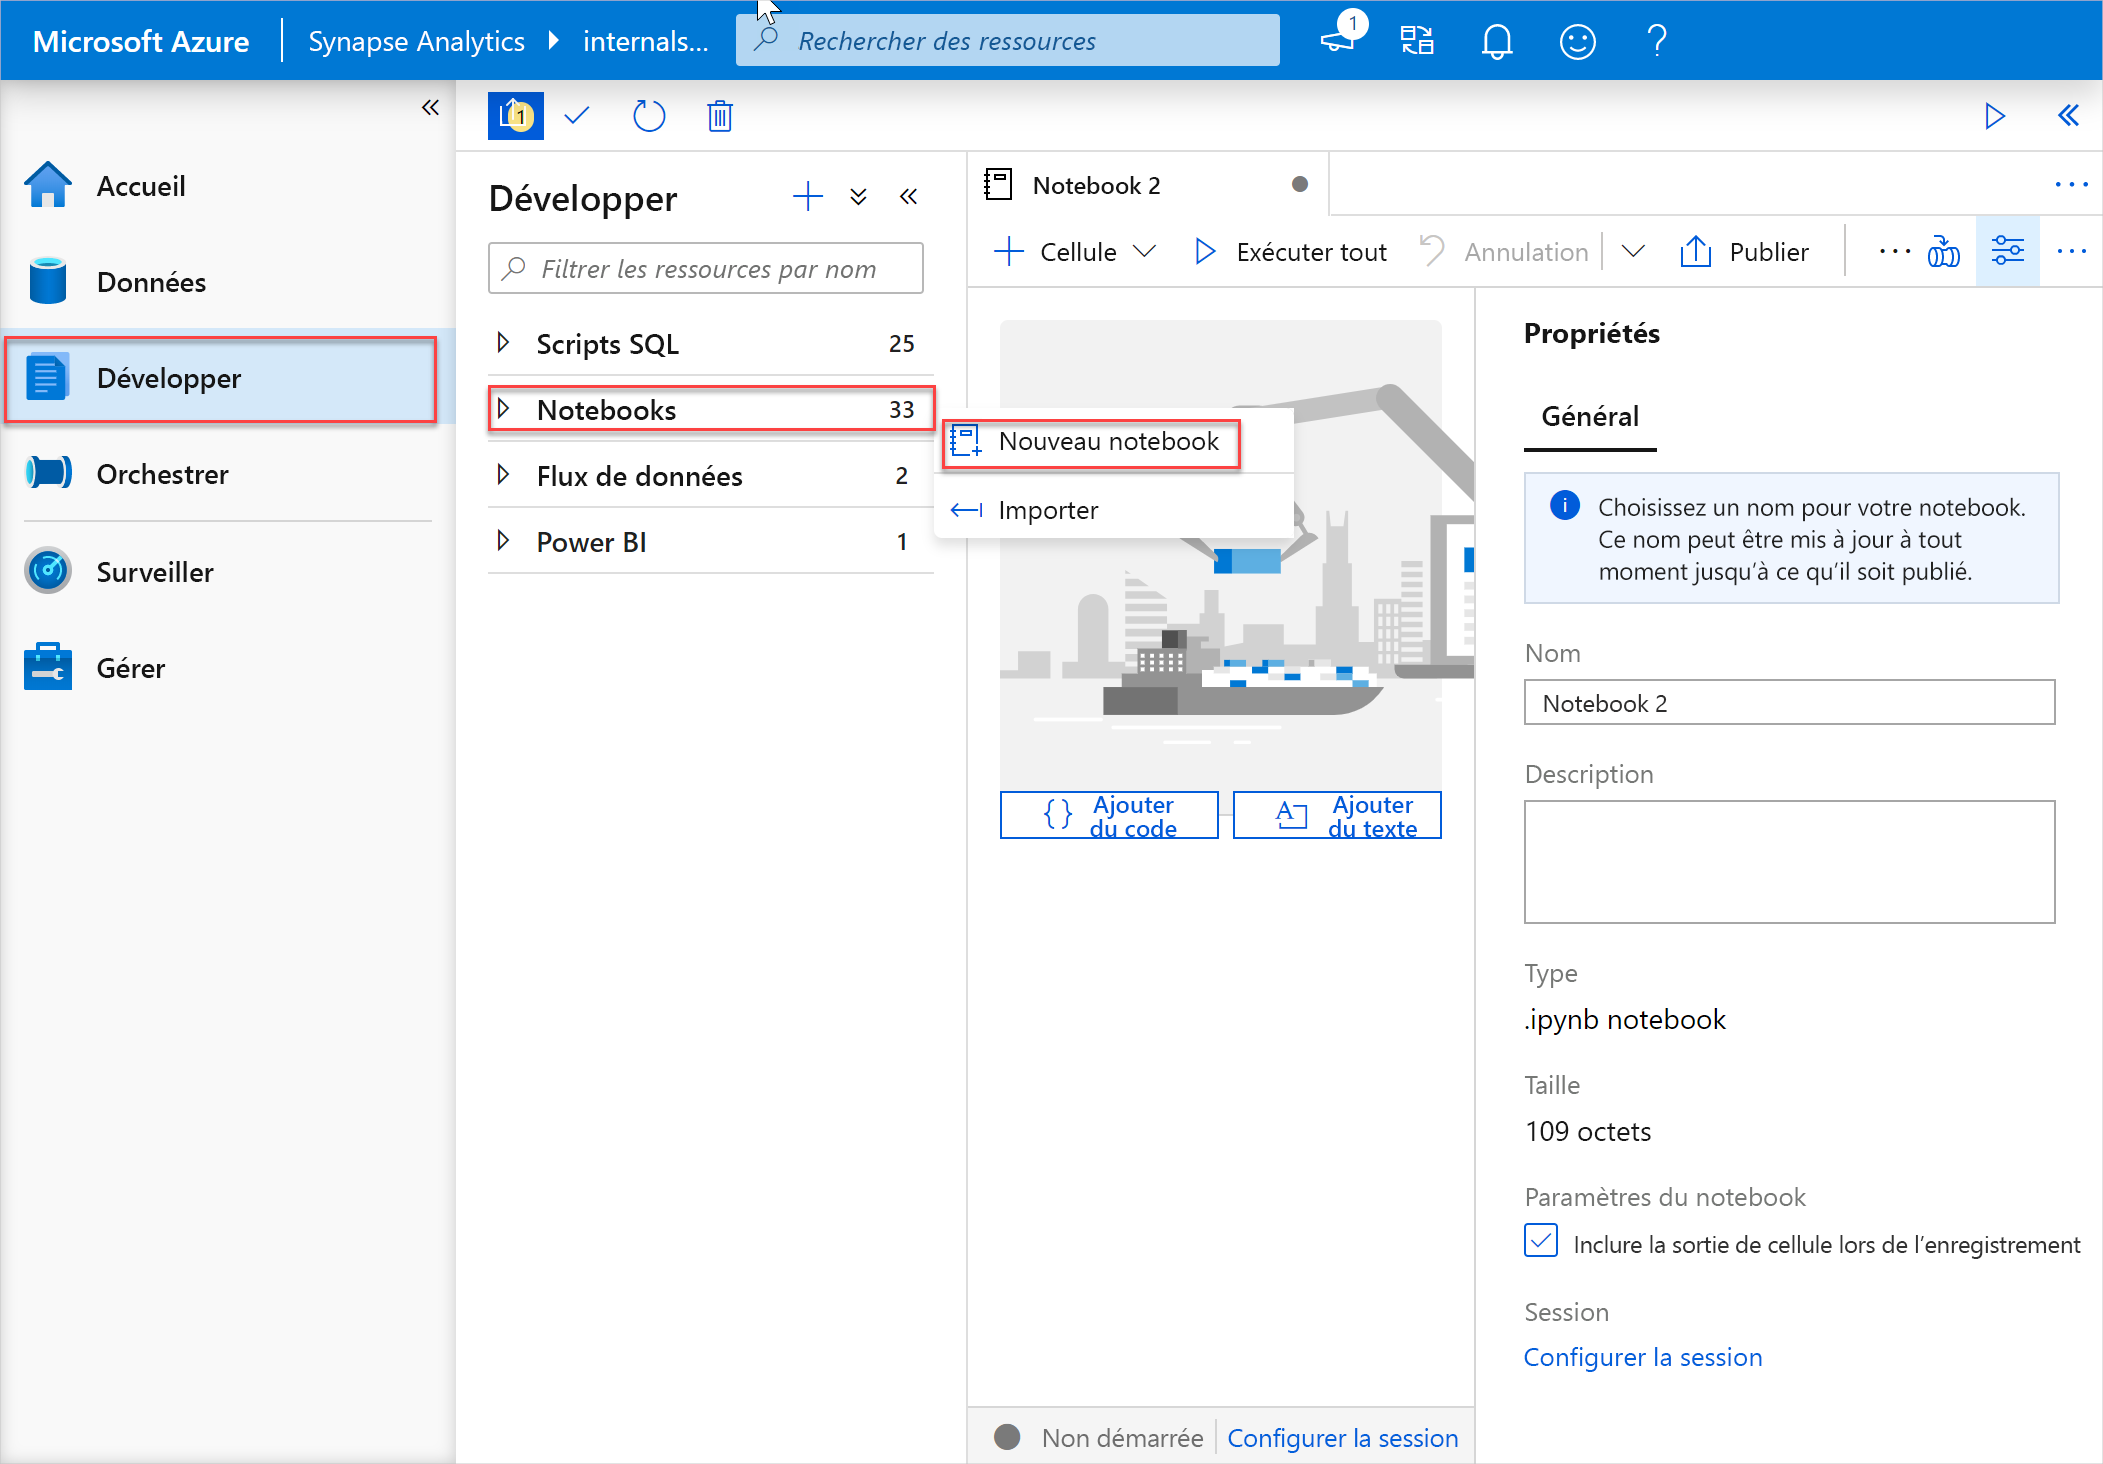 Microsoft Azure
Synapse Analytics
internals...
Rechercher des ressources
1
?
1
Accueil
Données
Développer
Orchestrer
Surveiller
Gérer
Développer
Filtrer les ressources par nom
Scripts SQL 25
Notebooks 33
Flux de données 2
Power BI 1
Nouveau notebook
Importer
Notebook 2
Cellule
Exécuter tout
Annulation
Publier
Ajouter
du code
Ajouter
du texte
Non démarrée
Configurer la session
Propriétés
Général
Choisissez un nom pour votre notebook.
Ce nom peut être mis à jour à tout
moment jusqu’à ce qu’il soit publié.
Nom
Notebook 2
Description
Type
.ipynb notebook
Taille
109 octets
Paramètres du notebook
Inclure la sortie de cellule lors de l’enregistrement
Session
Configurer la session